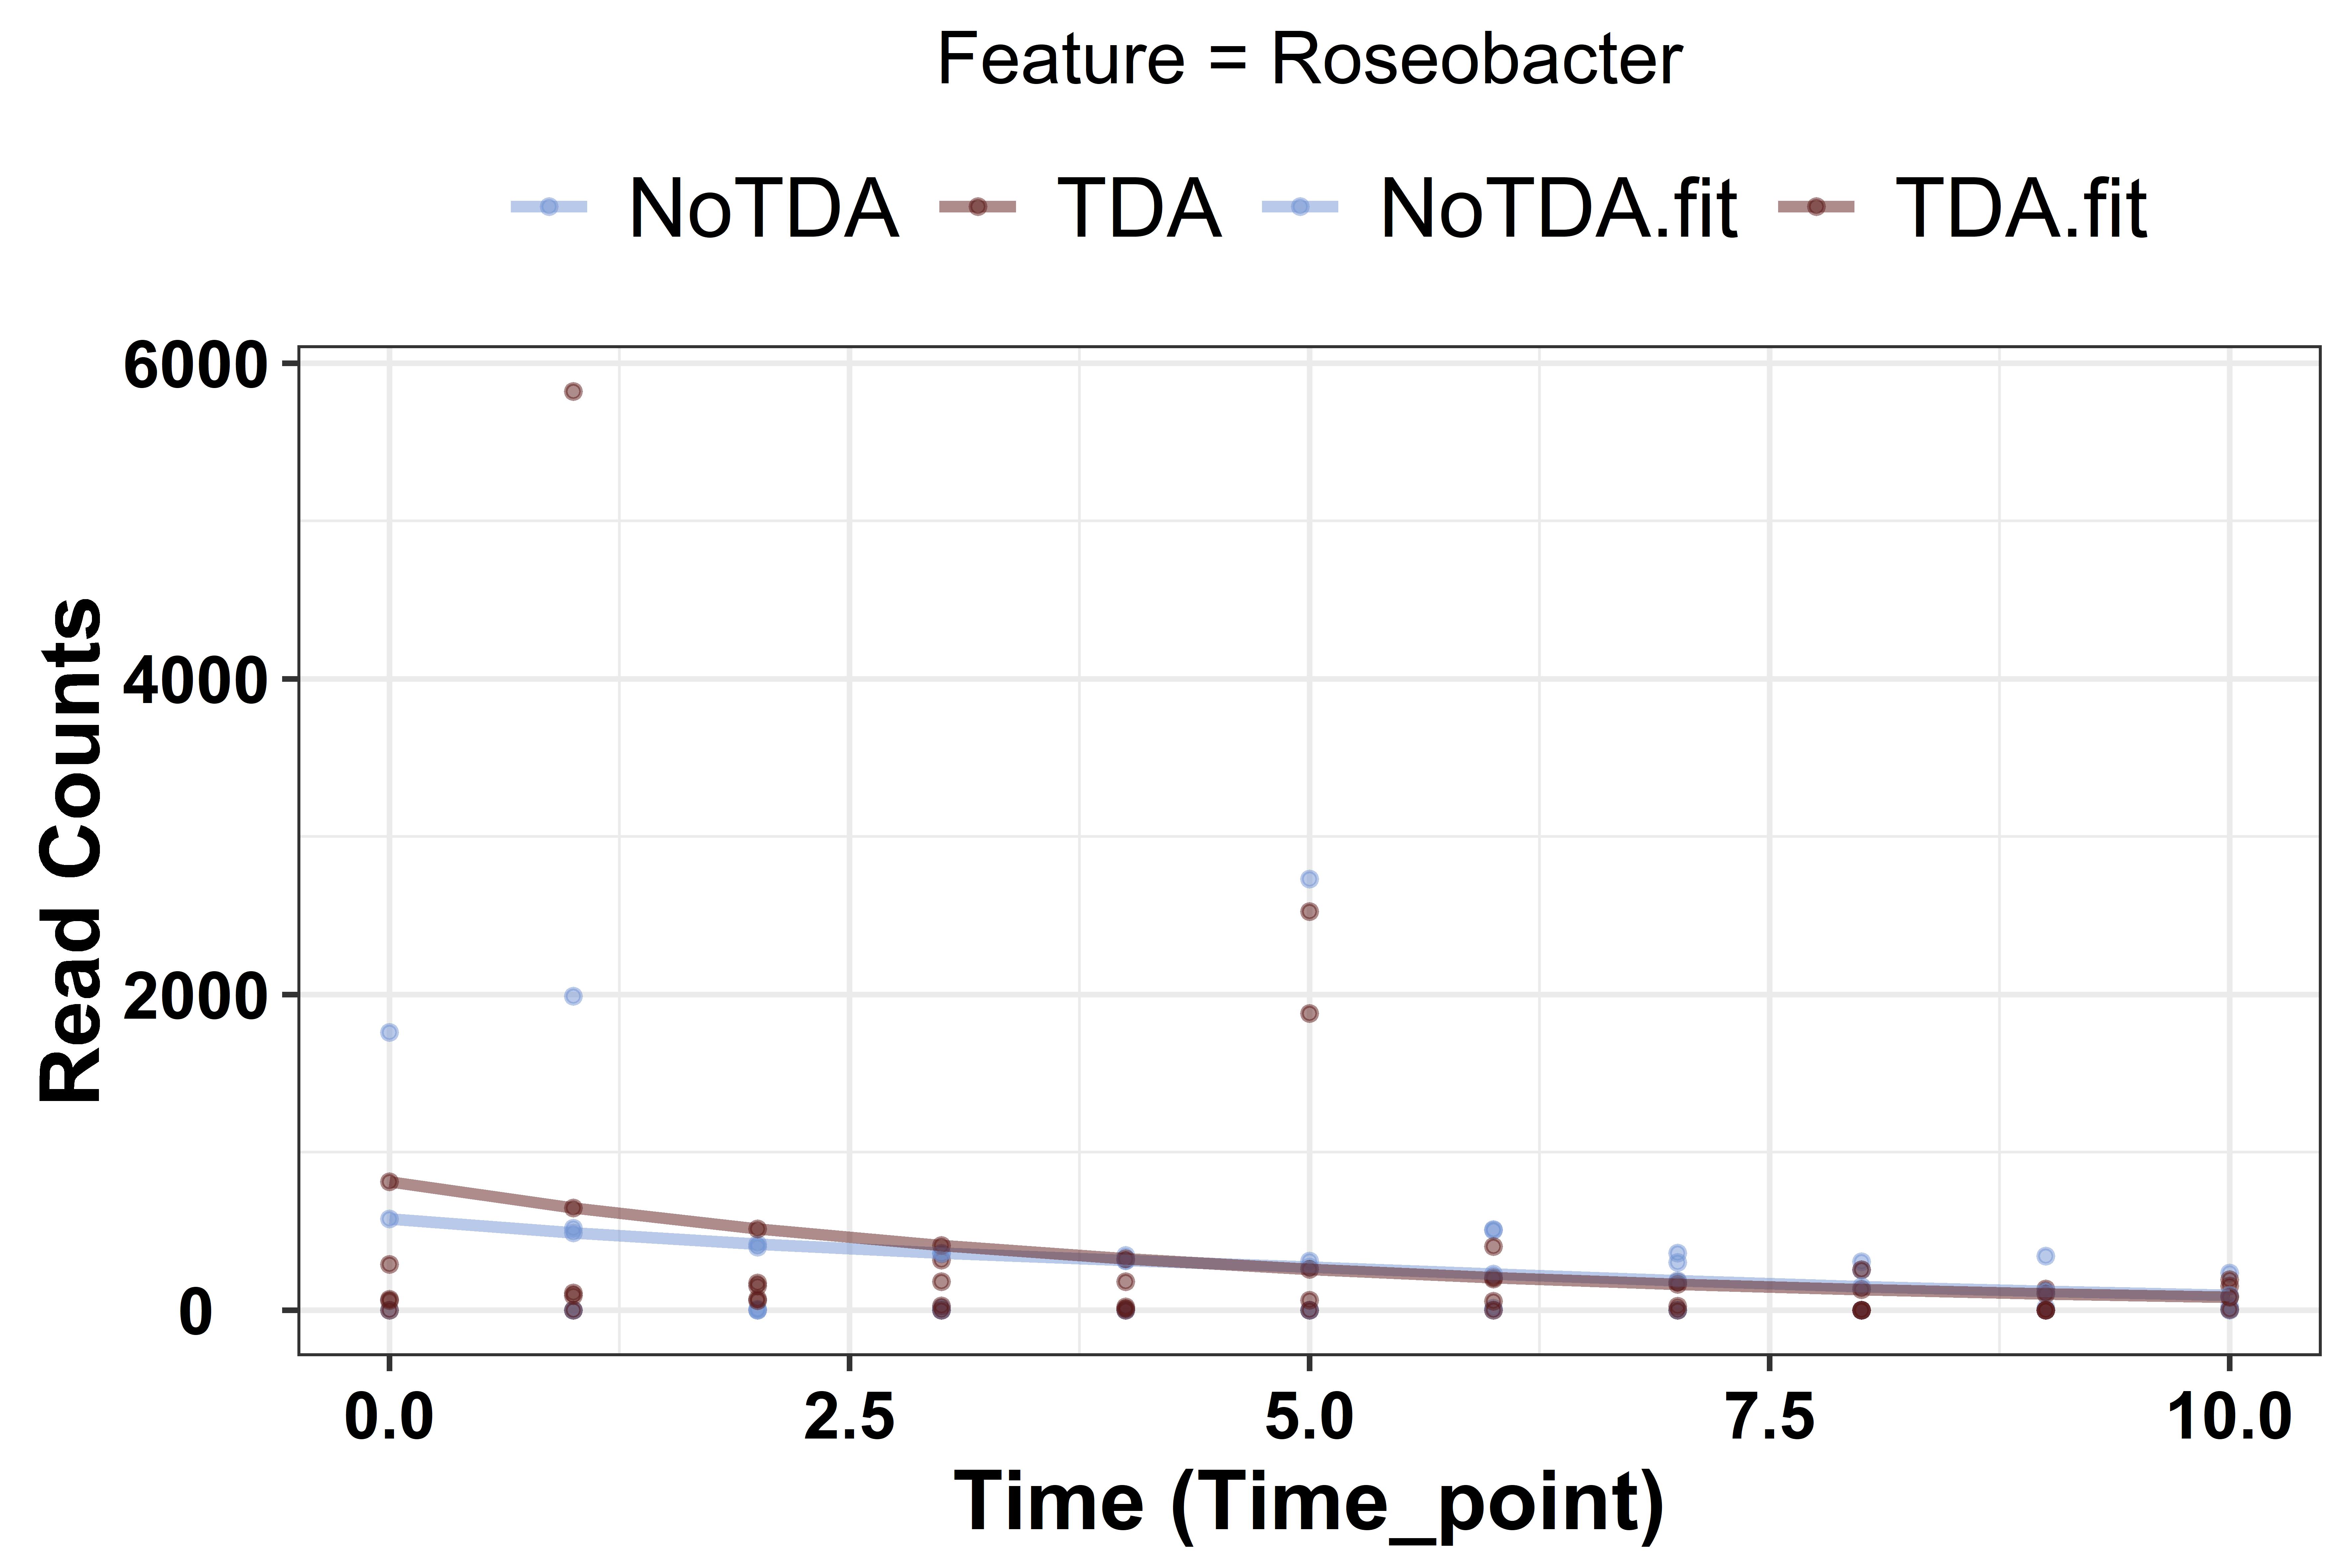 Feature = Roseobacter
NoTDA TDA NoTDA.fit TDA.fit
6000
4000
2000
0
Read Counts
0.0 2.5 5.0 7.5 10.0
Time (Time_point)